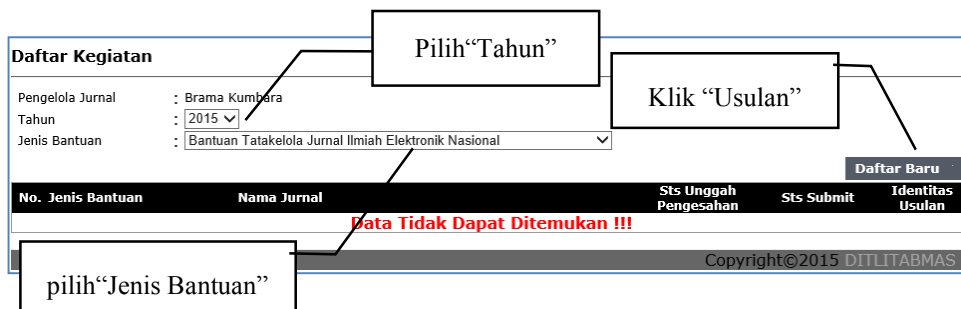 Pilih“Tahun”
Daftar Kegiatan
Klik “Usulan”
Pengelola Jurnal : Brama Kumbara
Tahun : 2015
Jenis Bantuan : Bantuan Tatakelola Jurnal Ilmiah Elektronik Nasional
Daftar Baru
No. Jenis Bantuan Nama Jurnal Sts Unggah Pengesahan Sts Submit Identitas Usulan
Data Tidak Dapat Ditemukan !!!
Copyright©2015 DITLITABMAS
pilih“Jenis Bantuan”